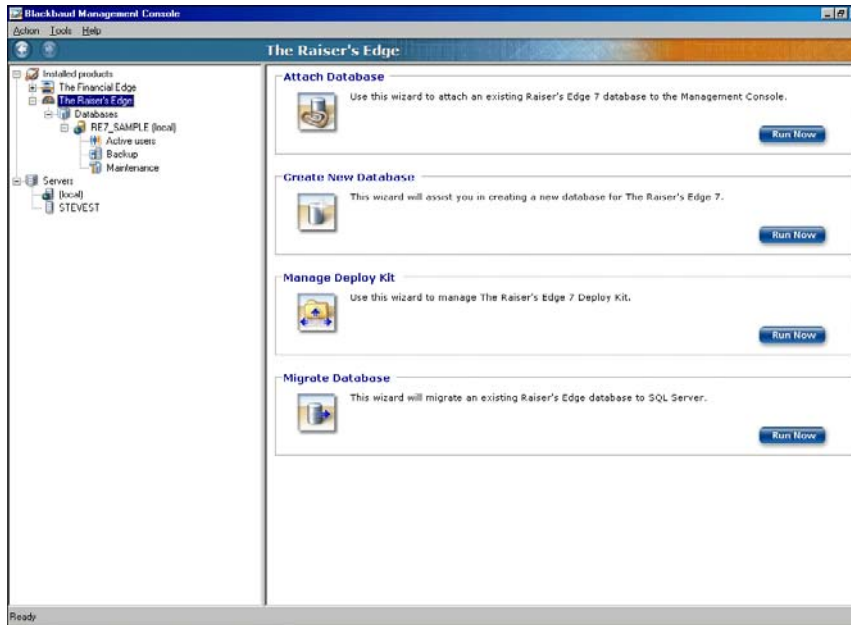 Blackbaud Management Console
Action Tools Help
The Raiser's Edge
Installed products
The Financial Edge
The Raiser's Edge
Databases
RE7_SAMPLE (local)
Active users
Backup
Maintenance
Servers
(local)
STEVEST
Attach Database
Use this wizard to attach an existing Raiser's Edge 7 database to the Management Console.
Run Now
Create New Database
This wizard will assist you in creating a new database for The Raiser's Edge 7.
Run Now
Manage Deploy Kit
Use this wizard to manage The Raiser's Edge 7 Deploy Kit.
Run Now
Migrate Database
This wizard will migrate an existing Raiser's Edge database to SQL Server.
Run Now
Ready